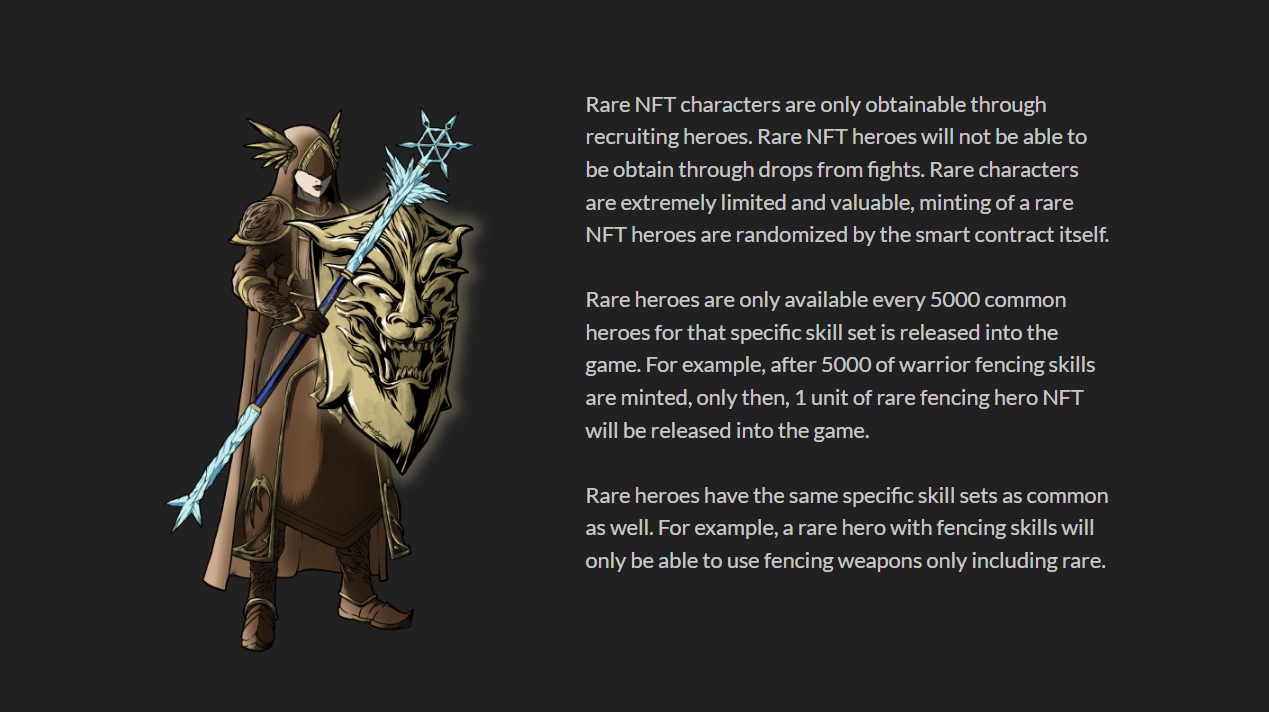 Rare NFT characters are only obtainable through
recruiting heroes. Rare NFT heroes will not be able to
be obtain through drops from fights. Rare characters
are extremely limited and valuable, minting of a rare
NFT heroes are randomized by the smart contract itself.
Rare heroes are only available every 5000 common
heroes for that specific skill set is released into the
game. For example, after 5000 of warrior fencing skills
are minted, only then, 1 unit of rare fencing hero NFT
will be released into the game.
Rare heroes have the same specific skill sets as common
as well. For example, a rare hero with fencing skills will
only be able to use fencing weapons only including rare.